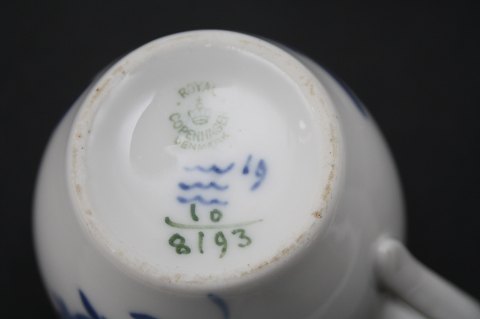 ROYAL
COPENHAGEN
DENMARK
19
10
8193